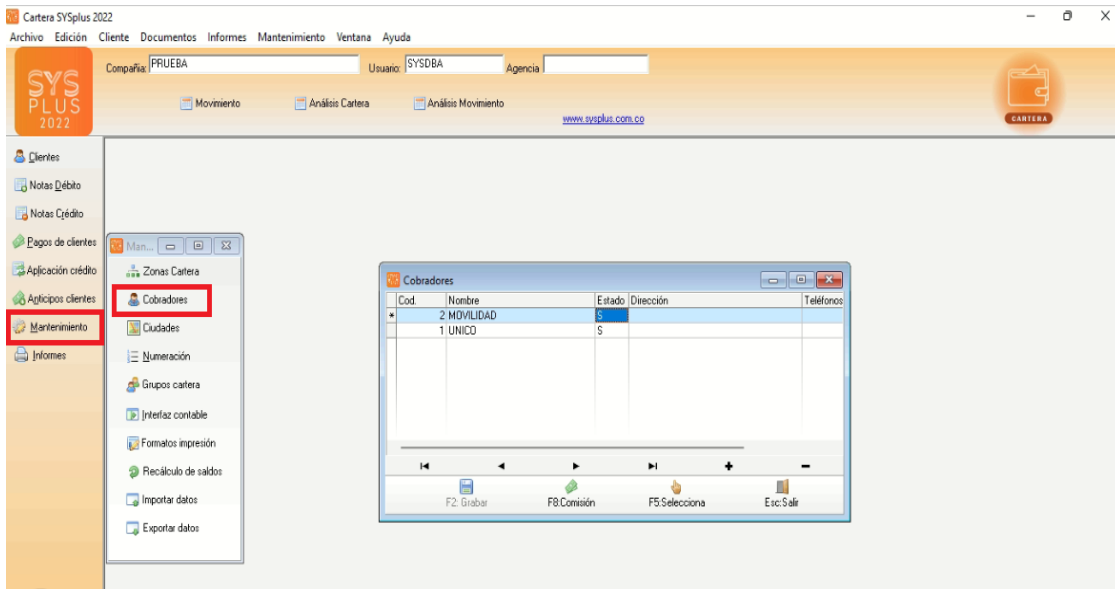 Cartera SYSplus 2022
Archivo Edición Cliente Documentos Informes Mantenimiento Ventana Ayuda
SYS PLUS 2022
Compañia: PRUEBA Usuario: SYSDBA Agencia
Movimiento Análisis Cartera Análisis Movimiento
www.sysplus.com.co
CARTERA
Clientes
Notas Débito
Notas Crédito
Pagos de clientes
Aplicación crédito
Anticipos clientes
Mantenimiento
Informes
Man...
Zonas Cartera
Cobradores
Ciudades
Numeración
Grupos cartera
Interfaz contable
Formatos impresión
Recálculo de saldos
Importar datos
Exportar datos
Cobradores
Cod. Nombre Estado Dirección Teléfonos
* 2 MOVILIDAD S
1 UNICO S
F2: Grabar F8:Comisión F5:Selecciona Esc:Salir